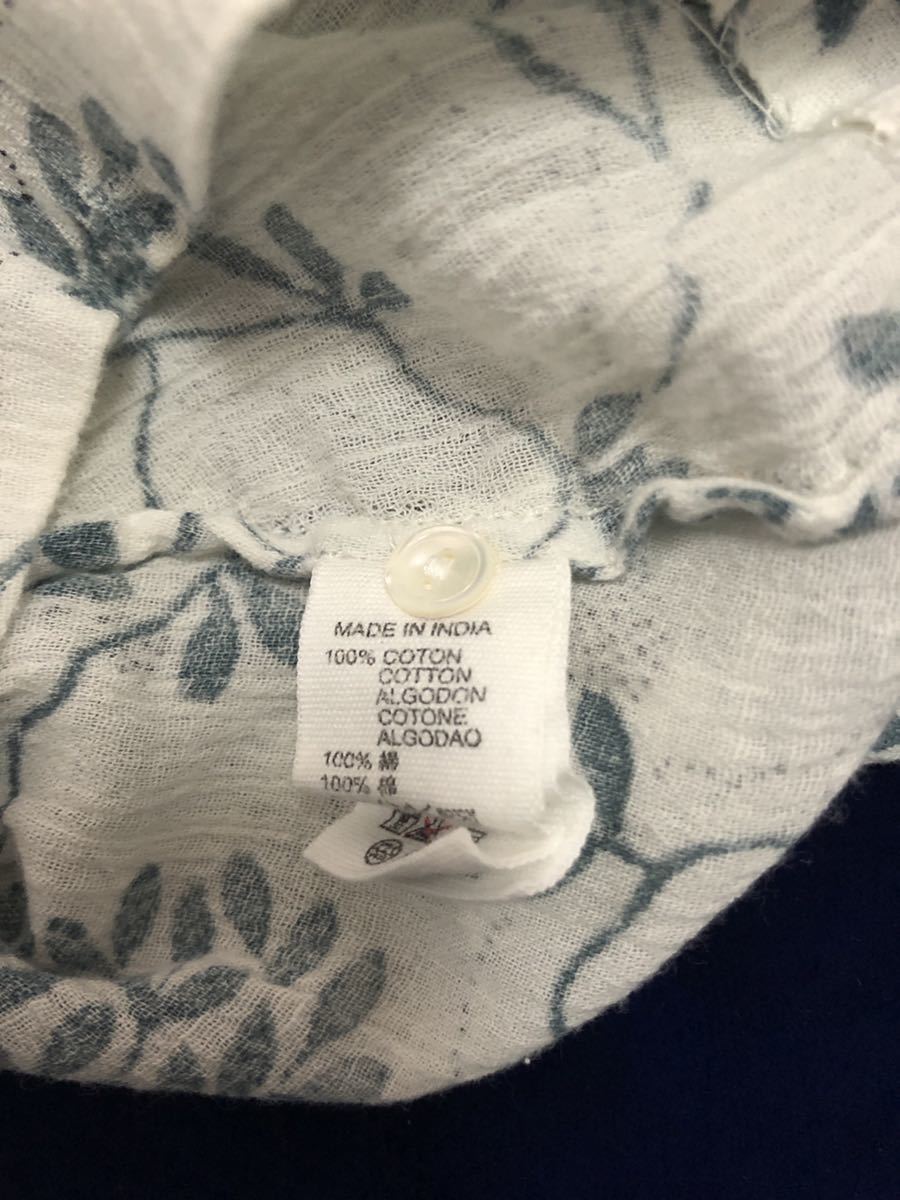 MADE IN INDIA
100% COTON
COTTON
ALGODON
COTONE
ALGODAO
100% 綿
100% 棉